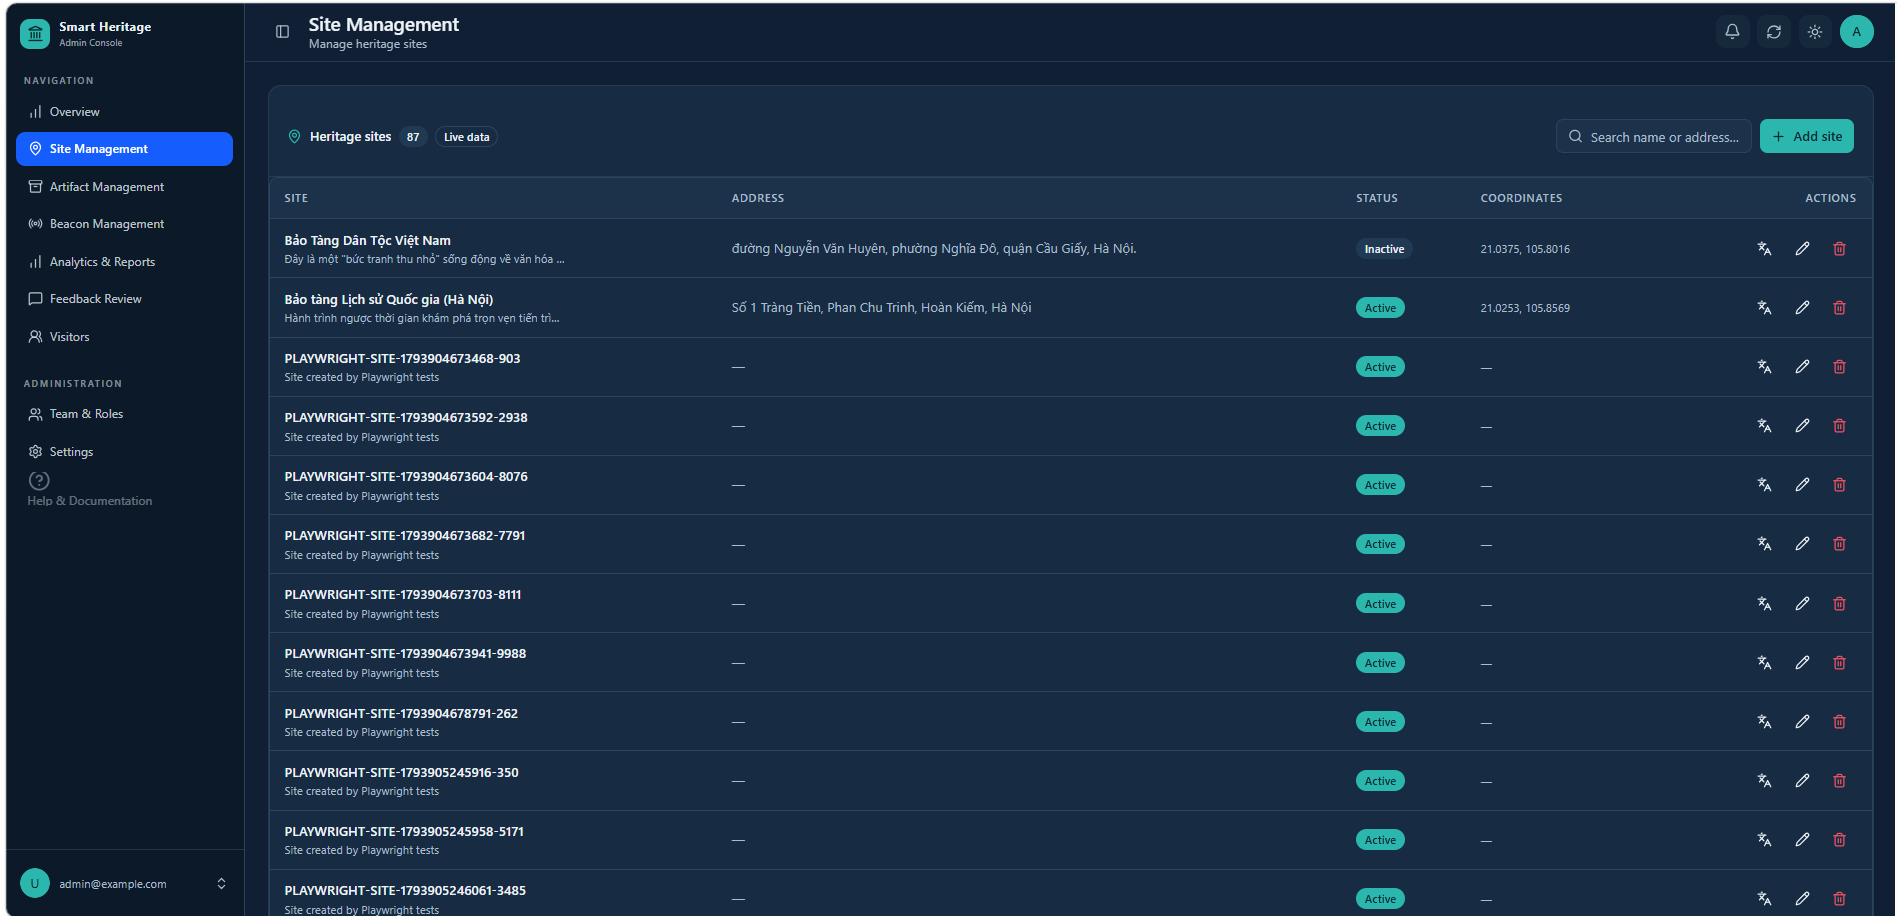 Smart Heritage
Admin Console
NAVIGATION
Overview
Site Management
Artifact Management
Beacon Management
Analytics & Reports
Feedback Review
Visitors
ADMINISTRATION
Team & Roles
Settings
Help & Documentation
U admin@example.com
Site Management
Manage heritage sites
A
Heritage sites 87 Live data
Search name or address...
+ Add site
SITE ADDRESS STATUS COORDINATES ACTIONS
Bảo Tàng Dân Tộc Việt Nam
Đây là một "bức tranh thu nhỏ" sống động về văn hóa ...
đường Nguyễn Văn Huyên, phường Nghĩa Đô, quận Cầu Giấy, Hà Nội.
Inactive
21.0375, 105.8016
Bảo tàng Lịch sử Quốc gia (Hà Nội)
Hành trình ngược thời gian khám phá trọn vẹn tiến trì...
Số 1 Tràng Tiền, Phan Chu Trinh, Hoàn Kiếm, Hà Nội
Active
21.0253, 105.8569
PLAYWRIGHT-SITE-1793904673468-903
Site created by Playwright tests
— Active —
PLAYWRIGHT-SITE-1793904673592-2938
Site created by Playwright tests
— Active —
PLAYWRIGHT-SITE-1793904673604-8076
Site created by Playwright tests
— Active —
PLAYWRIGHT-SITE-1793904673682-7791
Site created by Playwright tests
— Active —
PLAYWRIGHT-SITE-1793904673703-8111
Site created by Playwright tests
— Active —
PLAYWRIGHT-SITE-1793904673941-9988
Site created by Playwright tests
— Active —
PLAYWRIGHT-SITE-1793904678791-262
Site created by Playwright tests
— Active —
PLAYWRIGHT-SITE-1793905245916-350
Site created by Playwright tests
— Active —
PLAYWRIGHT-SITE-1793905245958-5171
Site created by Playwright tests
— Active —
PLAYWRIGHT-SITE-1793905246061-3485
Site created by Playwright tests
— Active —